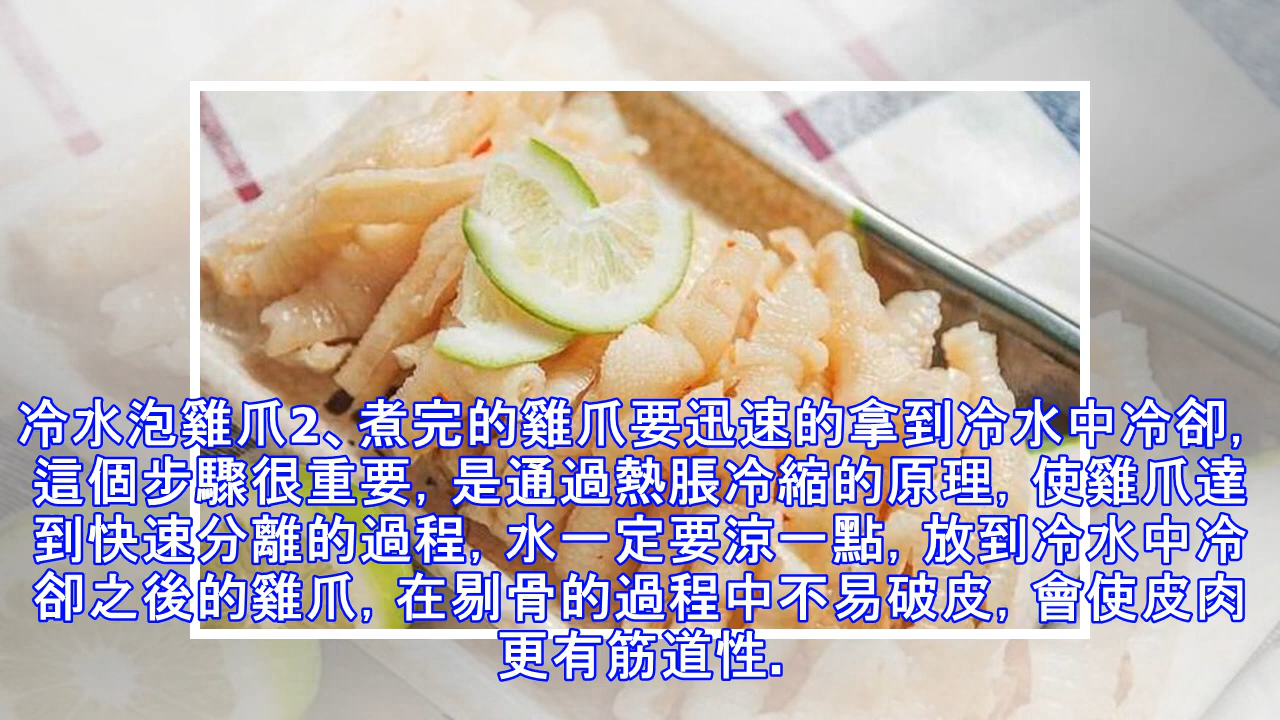 冷水泡雞爪2、煮完的雞爪要迅速的拿到冷水中冷卻,
這個步驟很重要, 是通過熱脹冷縮的原理, 使雞爪達
到快速分離的過程, 水一定要涼一點, 放到冷水中冷
卻之後的雞爪, 在剔骨的過程中不易破皮, 會使皮肉
更有筋道性.